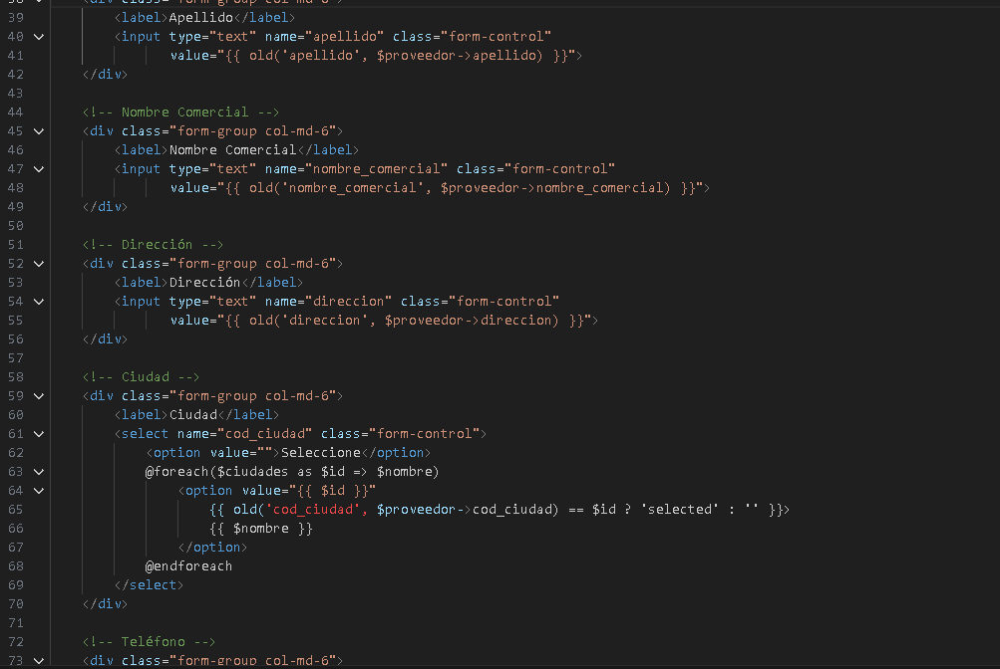 38 <div class="form-group col-md-6">
39 <label>Apellido</label>
40 <input type="text" name="apellido" class="form-control"
41 value="{{ old('apellido', $proveedor->apellido) }}">
42 </div>
43
44 <!-- Nombre Comercial -->
45 <div class="form-group col-md-6">
46 <label>Nombre Comercial</label>
47 <input type="text" name="nombre_comercial" class="form-control"
48 value="{{ old('nombre_comercial', $proveedor->nombre_comercial) }}">
49 </div>
50
51 <!-- Dirección -->
52 <div class="form-group col-md-6">
53 <label>Dirección</label>
54 <input type="text" name="direccion" class="form-control"
55 value="{{ old('direccion', $proveedor->direccion) }}">
56 </div>
57
58 <!-- Ciudad -->
59 <div class="form-group col-md-6">
60 <label>Ciudad</label>
61 <select name="cod_ciudad" class="form-control">
62 <option value="">Seleccione</option>
63 @foreach($ciudades as $id => $nombre)
64 <option value="{{ $id }}"
65 {{ old('cod_ciudad', $proveedor->cod_ciudad) == $id ? 'selected' : '' }}>
66 {{ $nombre }}
67 </option>
68 @endforeach
69 </select>
70 </div>
71
72 <!-- Teléfono -->
73 <div class="form-group col-md-6">